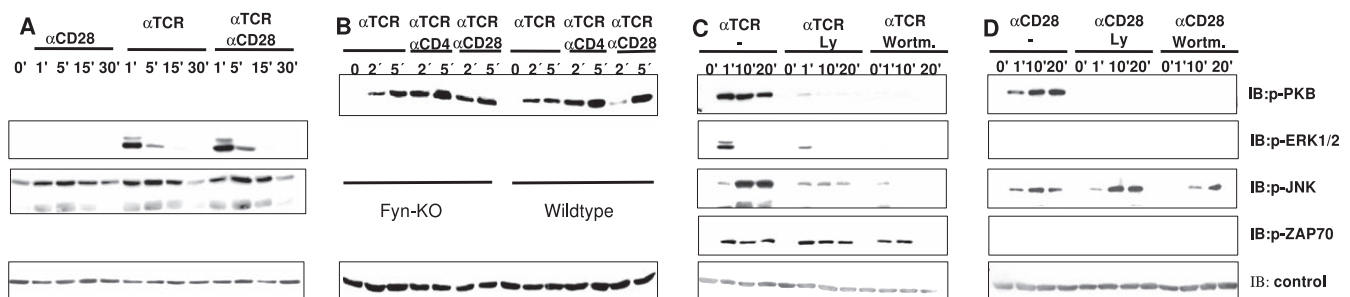 A
αCD28
αTCR
αTCR
αCD28
0' 1' 5' 15' 30' 1' 5' 15' 30' 1' 5' 15' 30'
B
αTCR αTCR αTCR
αCD4 αCD28
αTCR αTCR αTCR
αCD4 αCD28
0 2´ 5´ 2´ 5´ 2´ 5´ 0 2´ 5´ 2´ 5´ 2´ 5´
Fyn-KO
Wildtype
C
αTCR αTCR αTCR
- Ly Wortm.
0' 1'10'20' 0' 1' 10'20' 0'1'10' 20'
D
αCD28 αCD28 αCD28
- Ly Wortm.
0' 1'10'20' 0' 1' 10'20' 0'1'10' 20'
IB:p-PKB
IB:p-ERK1/2
IB:p-JNK
IB:p-ZAP70
IB: control